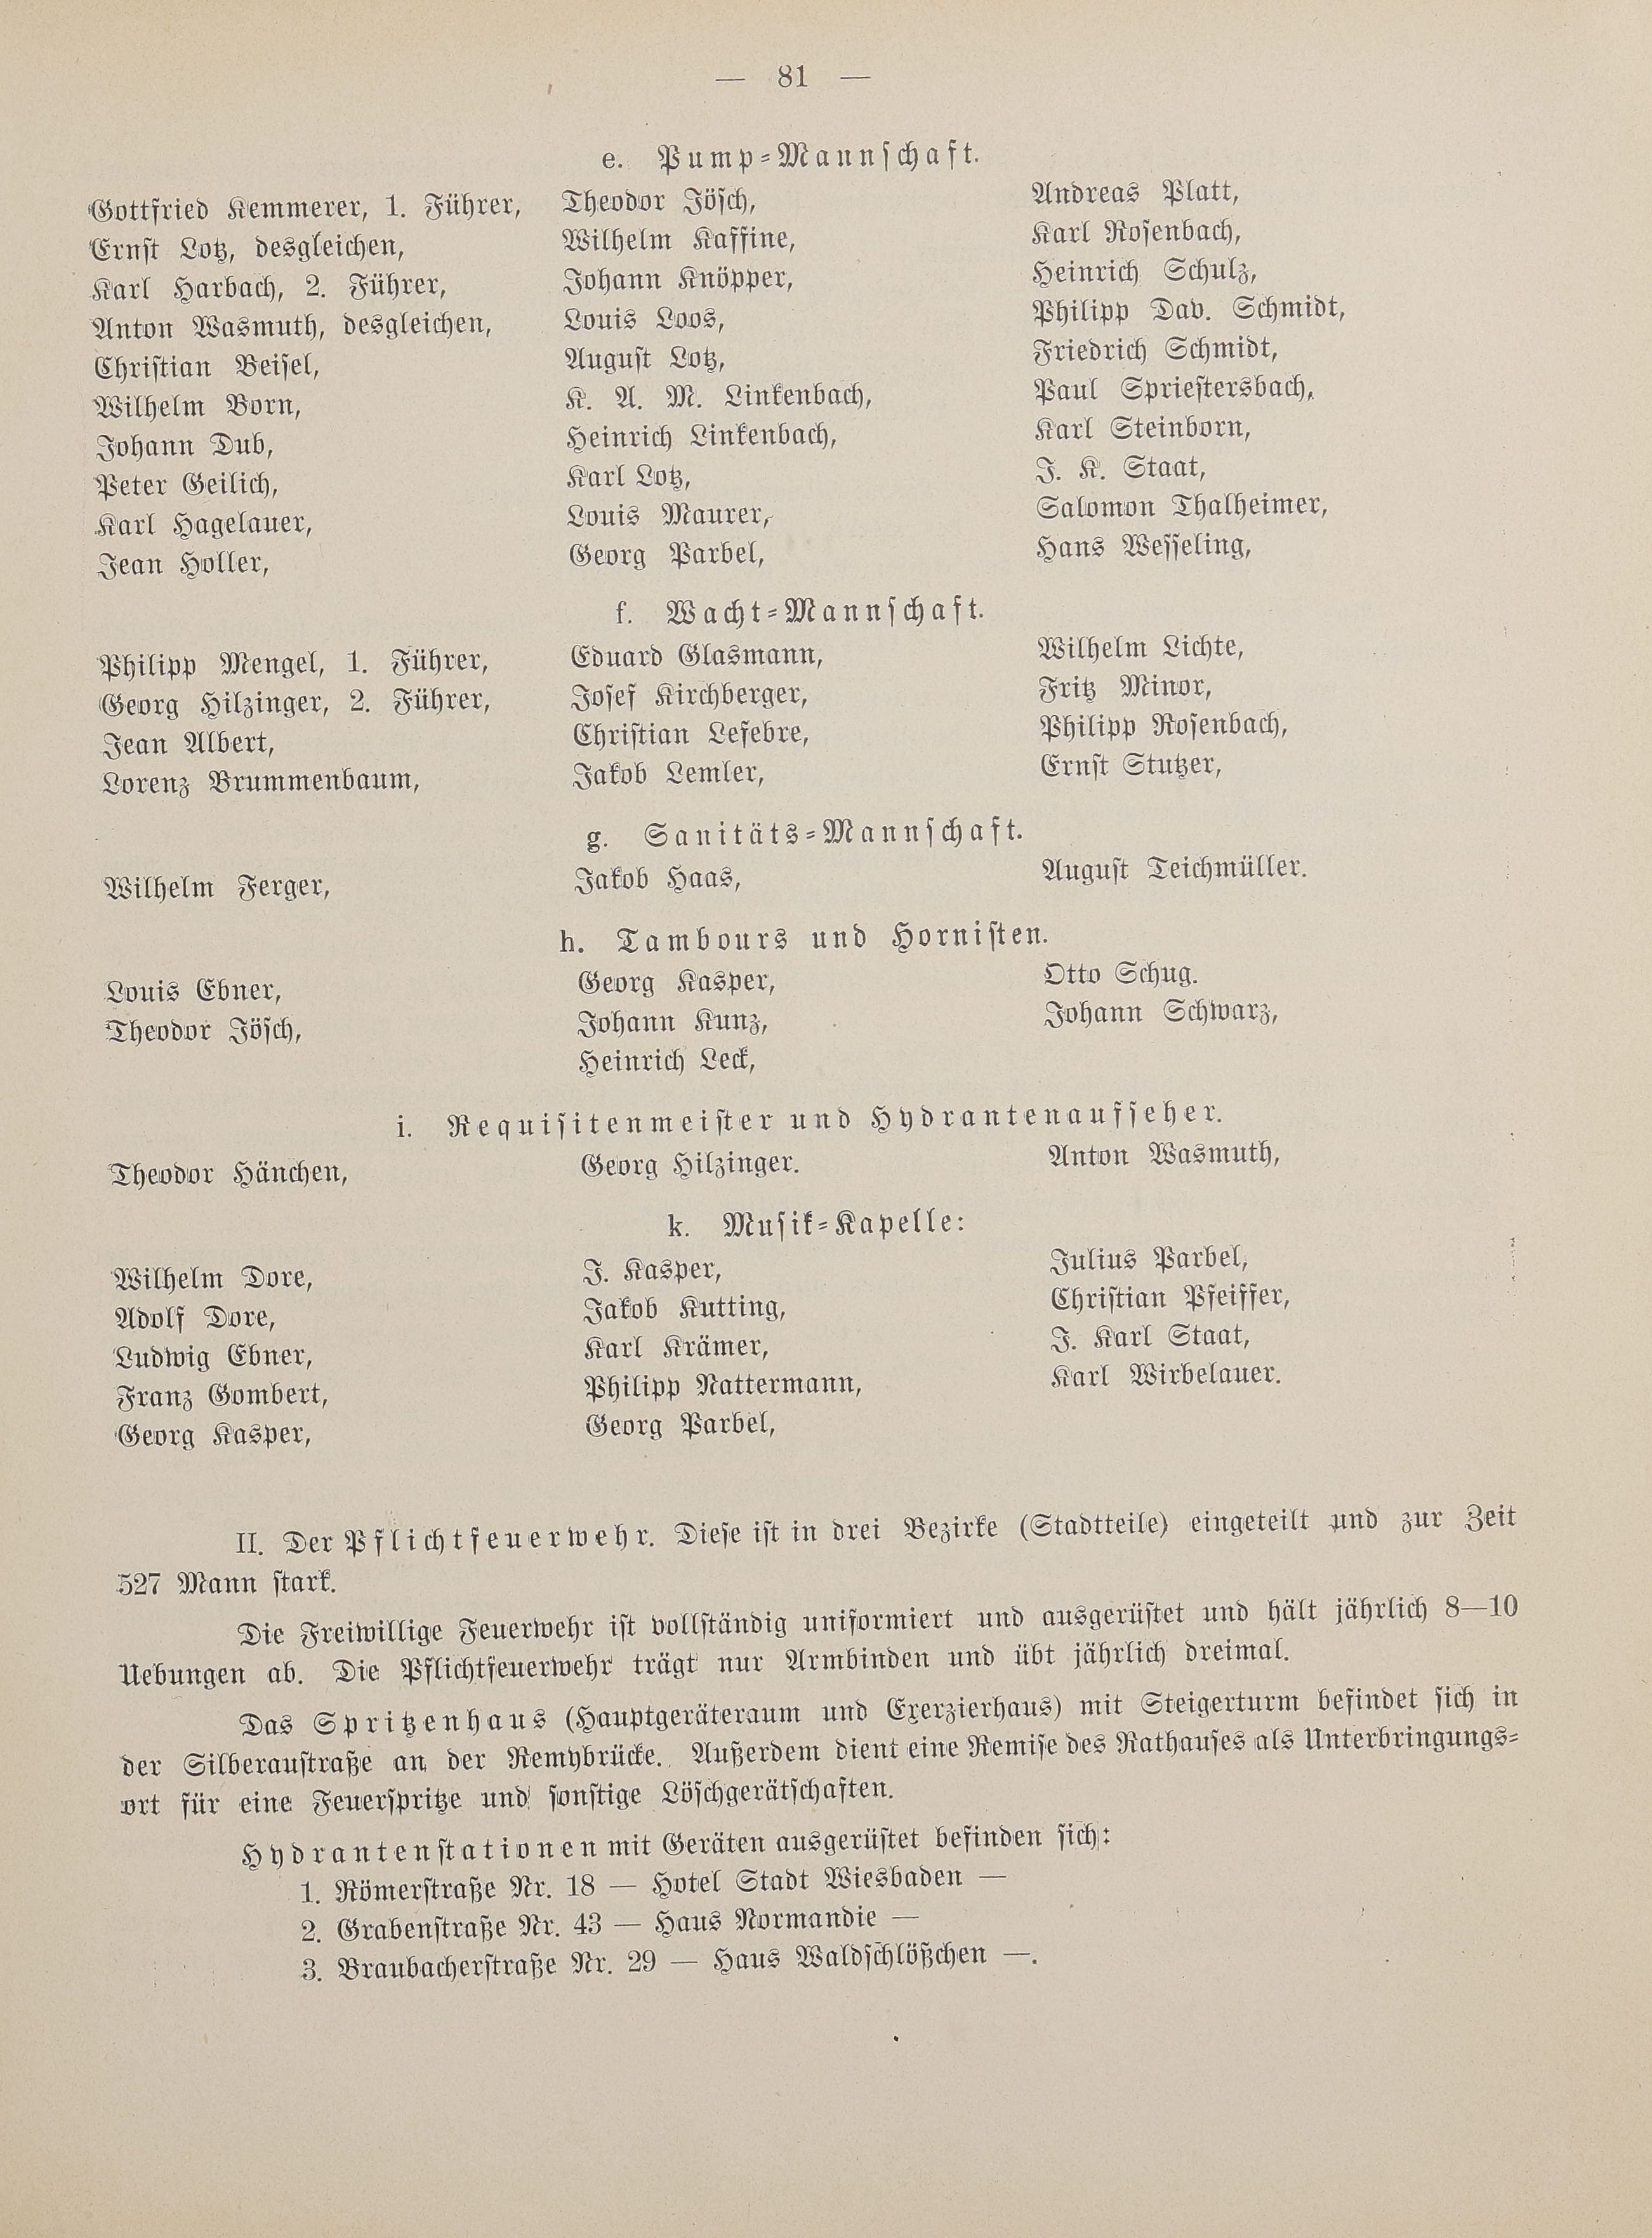 — 81 —
e. Pump-Mannschaft.
Gottfried Kemmerer, 1. Führer,
Ernst Lotz, desgleichen,
Karl Harbach, 2. Führer,
Anton Wasmuth, desgleichen,
Christian Beisel,
Wilhelm Born,
Johann Dub,
Peter Geilich,
Karl Hagelauer,
Jean Holler,
Theodor Jösch,
Wilhelm Kaffine,
Johann Knöpper,
Louis Loos,
August Lotz,
K. A. M. Linkenbach,
Heinrich Linkenbach,
Karl Lotz,
Louis Maurer,
Georg Parbel,
Andreas Platt,
Karl Rosenbach,
Heinrich Schulz,
Philipp Dav. Schmidt,
Friedrich Schmidt,
Paul Spriestersbach,
Karl Steinborn,
J. K. Staat,
Salomon Thalheimer,
Hans Wesseling,
f. Wacht-Mannschaft.
Philipp Mengel, 1. Führer,
Georg Hilzinger, 2. Führer,
Jean Albert,
Lorenz Brummenbaum,
Eduard Glasmann,
Josef Kirchberger,
Christian Lefebre,
Jakob Lemler,
Wilhelm Lichte,
Fritz Minor,
Philipp Rosenbach,
Ernst Stutzer,
g. Sanitäts-Mannschaft.
Wilhelm Ferger,
Jakob Haas,
August Teichmüller.
h. Tambours und Hornisten.
Louis Ebner,
Theodor Jösch,
Georg Kasper,
Johann Kunz,
Heinrich Leck,
Otto Schug.
Johann Schwarz,
i. Requisitenmeister und Hydrantenaufseher.
Theodor Hänchen,
Georg Hilzinger.
Anton Wasmuth,
k. Musik-Kapelle:
Wilhelm Dore,
Adolf Dore,
Ludwig Ebner,
Franz Gombert,
Georg Kasper,
J. Kasper,
Jakob Kutting,
Karl Krämer,
Philipp Nattermann,
Georg Parbel,
Julius Parbel,
Christian Pfeiffer,
J. Karl Staat,
Karl Wirbelauer.
II. Der Pflichtfeuerwehr. Diese ist in drei Bezirke (Stadtteile) eingeteilt und zur Zeit
527 Mann stark.
Die Freiwillige Feuerwehr ist vollständig uniformiert und ausgerüstet und hält jährlich 8—10
Uebungen ab. Die Pflichtfeuerwehr trägt nur Armbinden und übt jährlich dreimal.
Das Spritzenhaus (Hauptgeräteraum und Exerzierhaus) mit Steigerturm befindet sich in
der Silberaustraße an der Remybrücke. Außerdem dient eine Remise des Rathauses als Unterbringungs-
ort für eine Feuerspritze und sonstige Löschgerätschaften.
Hydrantenstationen mit Geräten ausgerüstet befinden sich:
1. Römerstraße Nr. 18 — Hotel Stadt Wiesbaden —
2. Grabenstraße Nr. 43 — Haus Normandie —
3. Braubacherstraße Nr. 29 — Haus Waldschlößchen —.